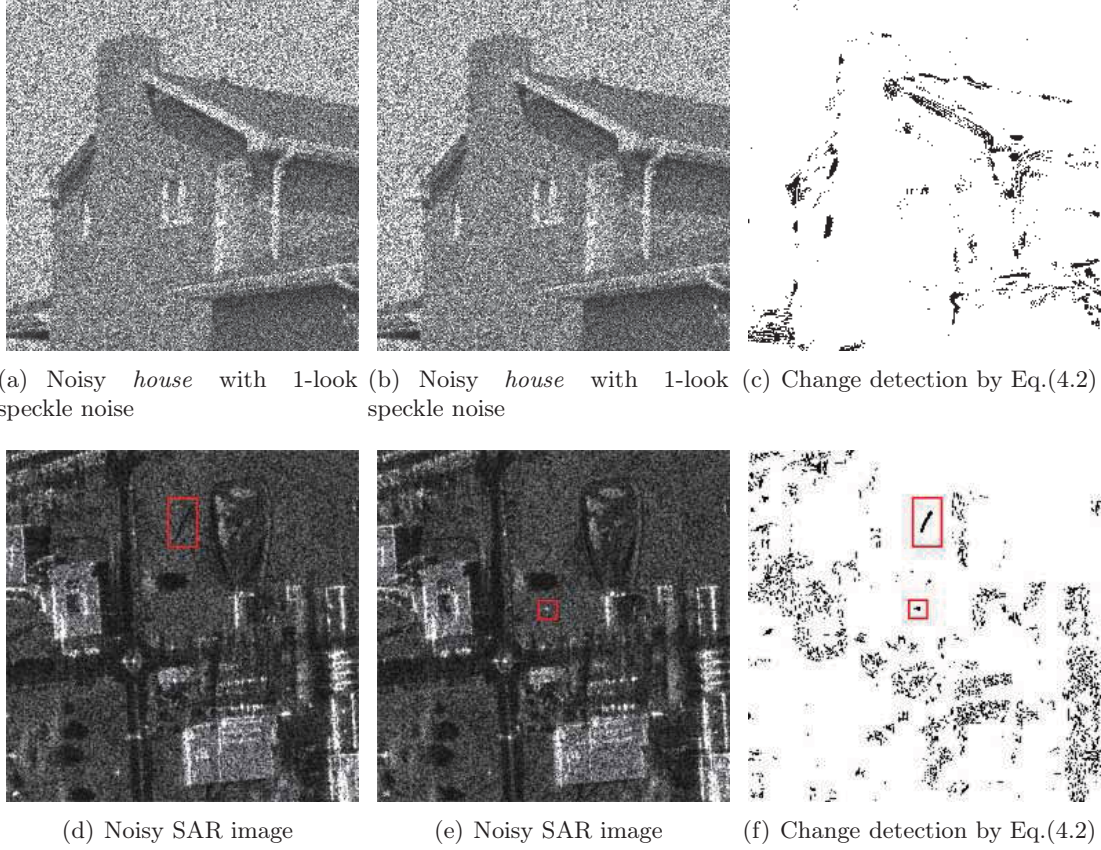 (a) Noisy house with 1-look speckle noise
(b) Noisy house with 1-look speckle noise
(c) Change detection by Eq.(4.2)
(d) Noisy SAR image
(e) Noisy SAR image
(f) Change detection by Eq.(4.2)